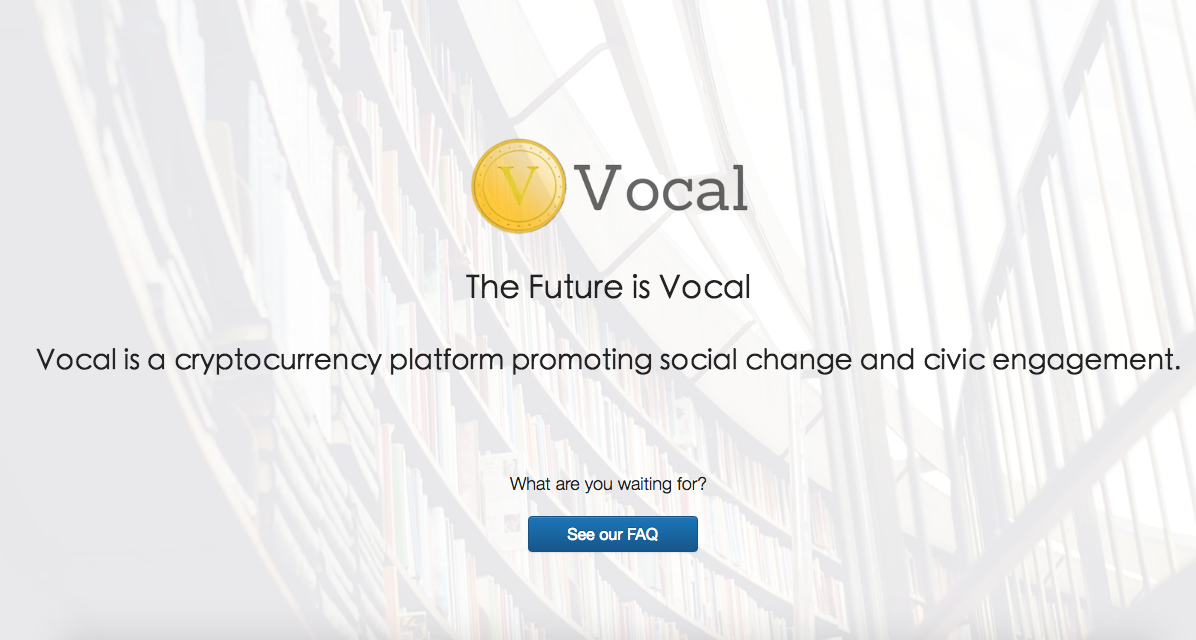 V Vocal
The Future is Vocal
Vocal is a cryptocurrency platform promoting social change and civic engagement.
What are you waiting for?
See our FAQ